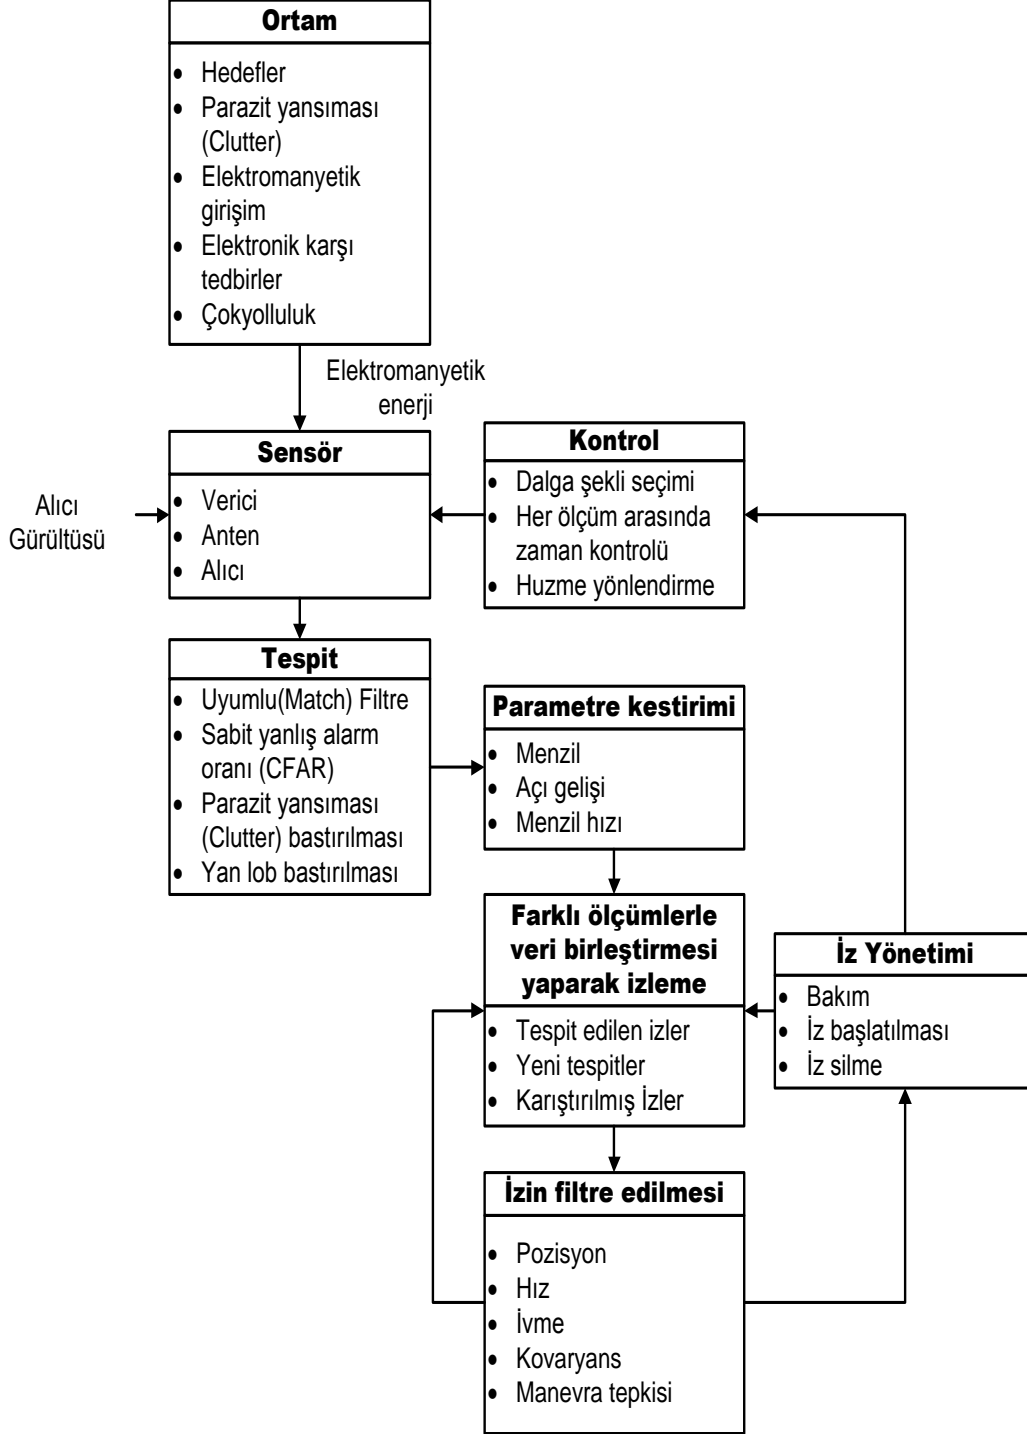 Ortam
• Hedefler
• Parazit yansıması
(Clutter)
• Elektromanyetik
girişim
• Elektronik karşı
tedbirler
• Çokyolluluk
Elektromanyetik
enerji
Alıcı
Gürültüsü
Sensör
• Verici
• Anten
• Alıcı
Kontrol
• Dalga şekli seçimi
• Her ölçüm arasında
zaman kontrolü
• Huzme yönlendirme
Tespit
• Uyumlu(Match) Filtre
• Sabit yanlış alarm
oranı (CFAR)
• Parazit yansıması
(Clutter) bastırılması
• Yan lob bastırılması
Parametre kestirimi
• Menzil
• Açı gelişi
• Menzil hızı
Farklı ölçümlerle
veri birleştirmesi
yaparak izleme
• Tespit edilen izler
• Yeni tespitler
• Karıştırılmış İzler
İz Yönetimi
• Bakım
• İz başlatılması
• İz silme
İzin filtre edilmesi
• Pozisyon
• Hız
• İvme
• Kovaryans
• Manevra tepkisi